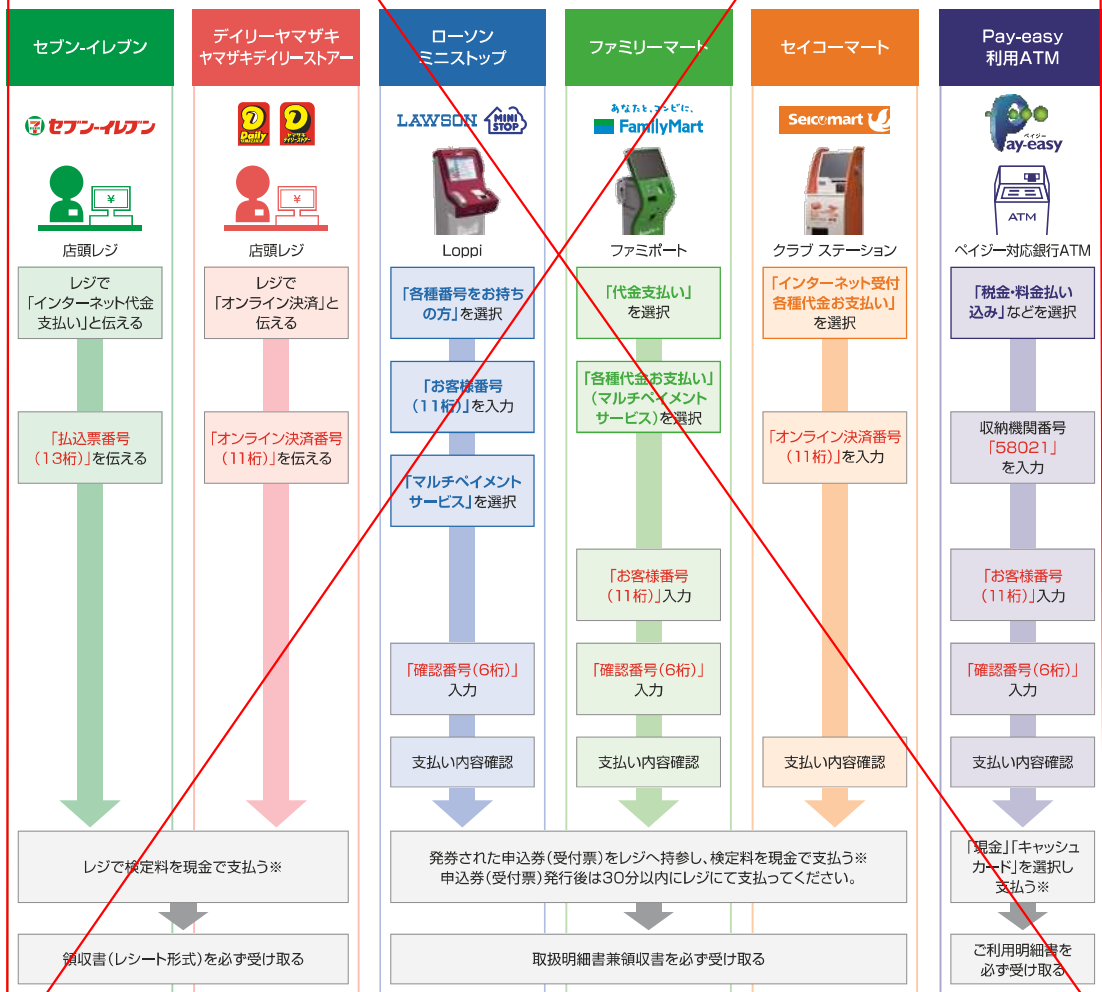 セブン-イレブン
デイリーヤマザキ
ヤマザキデイリーストアー
ローソン
ミニストップ
ファミリーマート
セイコーマート
Pay-easy
利用ATM
セブン-イレブン
Daily
ヤマザキ
デイリーストアー
LAWSON
MINI
STOP
あなたと、コンビに、
FamilyMart
Seicomart
ペイジー
Pay-easy
¥
¥
ATM
店頭レジ
店頭レジ
Loppi
ファミポート
クラブ ステーション
ペイジー対応銀行ATM
レジで
「インターネット代金
支払い」と伝える
「払込票番号
(13桁)」を伝える
レジで
「オンライン決済」と
伝える
「オンライン決済番号
(11桁)」を伝える
レジで検定料を現金で支払う※
領収書(レシート形式)を必ず受け取る
「各種番号をお持ち
の方」を選択
「お客様番号
(11桁)」を入力
「マルチペイメント
サービス」を選択
「確認番号(6桁)」
入力
支払い内容確認
「代金支払い」
を選択
「各種代金お支払い」
(マルチペイメント
サービス)を選択
「お客様番号
(11桁)」入力
「確認番号(6桁)」
入力
支払い内容確認
「インターネット受付
各種代金お支払い」
を選択
「オンライン決済番号
(11桁)」を入力
支払い内容確認
発券された申込券(受付票)をレジへ持参し、検定料を現金で支払う※
申込券(受付票)発行後は30分以内にレジにて支払ってください。
取扱明細書兼領収書を必ず受け取る
「税金・料金払い
込み」などを選択
収納機関番号
「58021」
を入力
「お客様番号
(11桁)」入力
「確認番号(6桁)」
入力
支払い内容確認
「現金」「キャッシュ
カード」を選択し
支払う※
ご利用明細書を
必ず受け取る